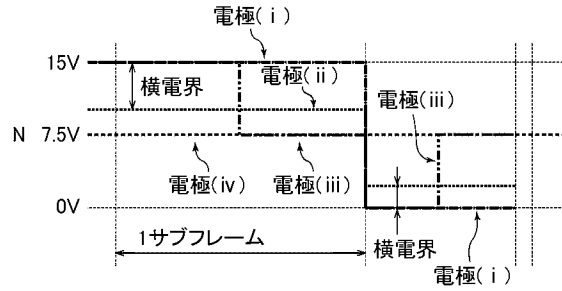 電極(ⅰ)
15V
電極(ⅱ)
横電界
電極(ⅲ)
N 7.5V
電極(ⅳ)
電極(ⅲ)
0V
1サブフレーム
横電界
電極(ⅰ)